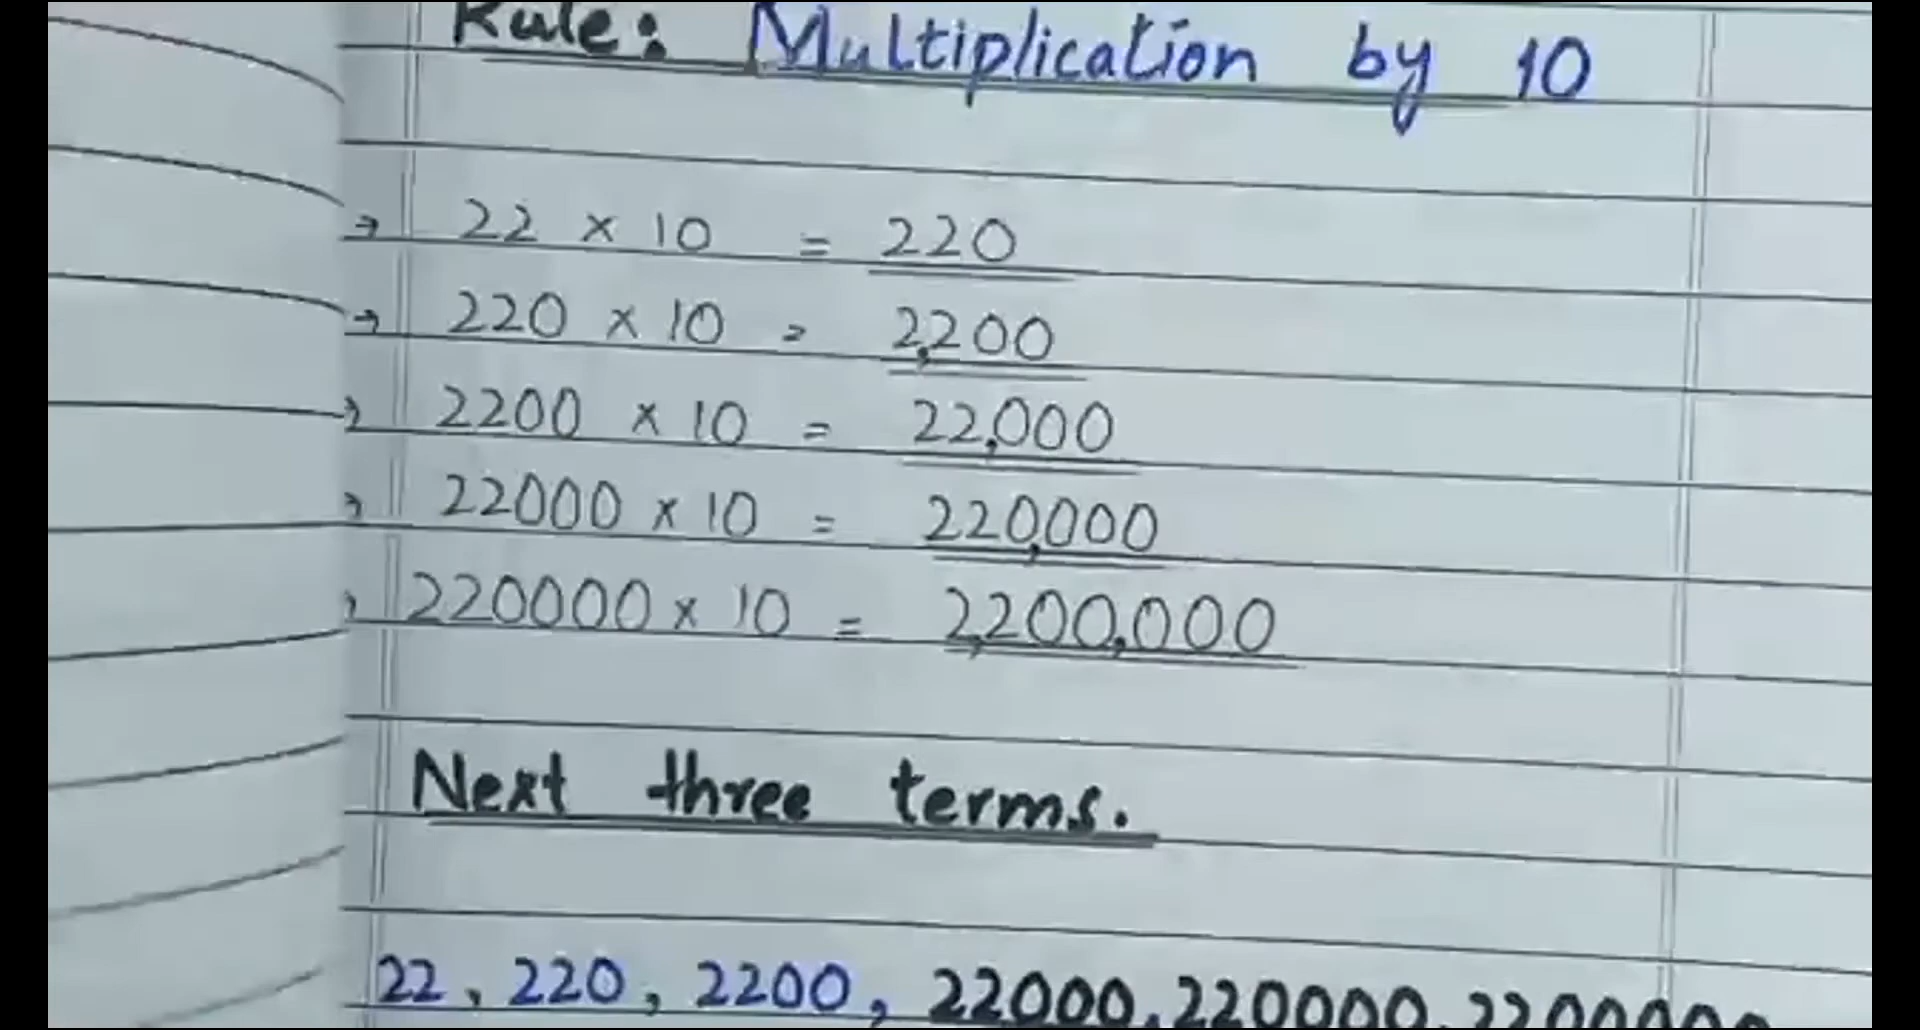 Rule: Multiplication by 10
→ 22 × 10 = 220
→ 220 × 10 = 2,200
→ 2200 × 10 = 22,000
→ 22000 × 10 = 220,000
→ 220000 × 10 = 2,200,000
Next three terms.
22, 220, 2200, 22000, 220000, 2200000